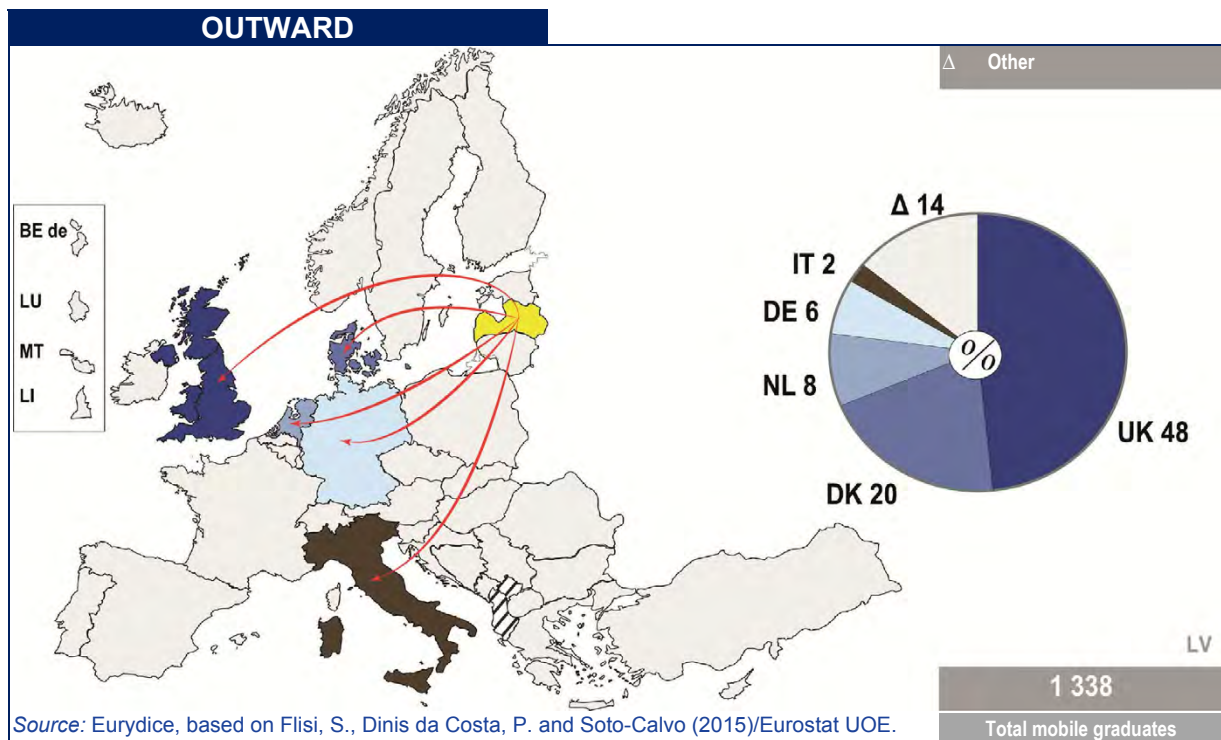 OUTWARD
Δ Other
BE de
LU
MT
LI
Δ 14
IT 2
DE 6
NL 8
DK 20
UK 48
%
LV
1 338
Total mobile graduates
Source: Eurydice, based on Flisi, S., Dinis da Costa, P. and Soto-Calvo (2015)/Eurostat UOE.